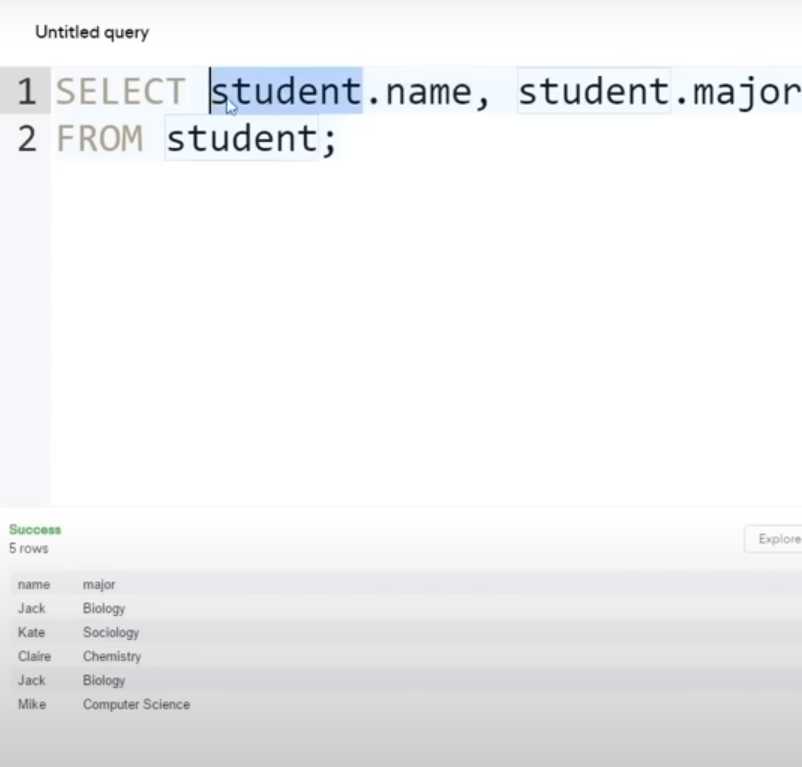 Untitled query
1 SELECT student.name, student.major
2 FROM student;
Success
5 rows
Explore
name major
Jack Biology
Kate Sociology
Claire Chemistry
Jack Biology
Mike Computer Science